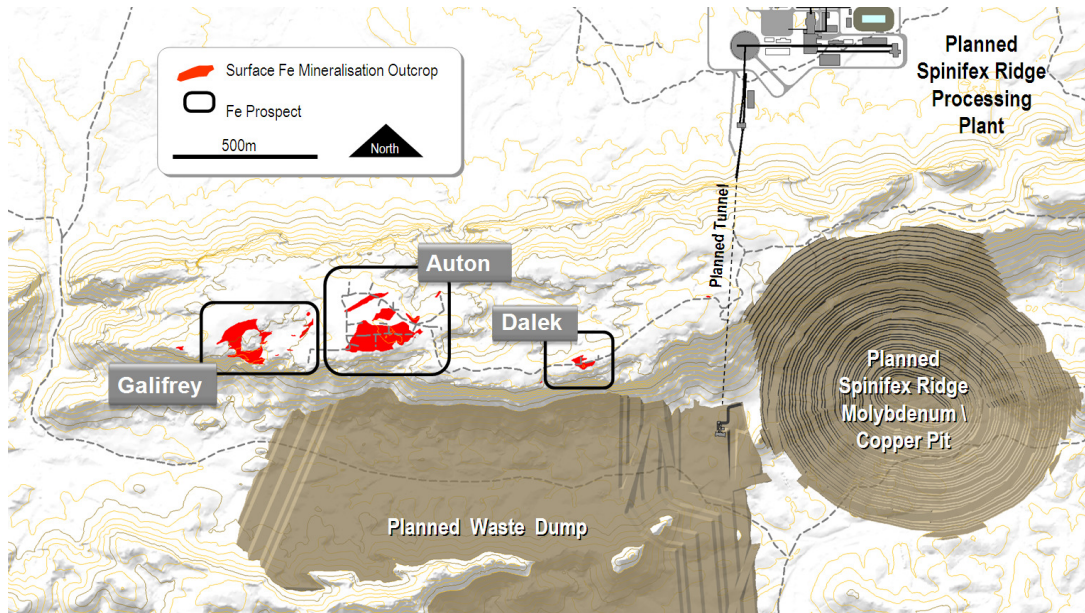 Surface Fe Mineralisation Outcrop
Fe Prospect
500m
North
Planned
Spinifex Ridge
Processing
Plant
Planned Tunnel
Auton
Dalek
Galifrey
Planned
Spinifex Ridge
Molybdenum \
Copper Pit
Planned Waste Dump